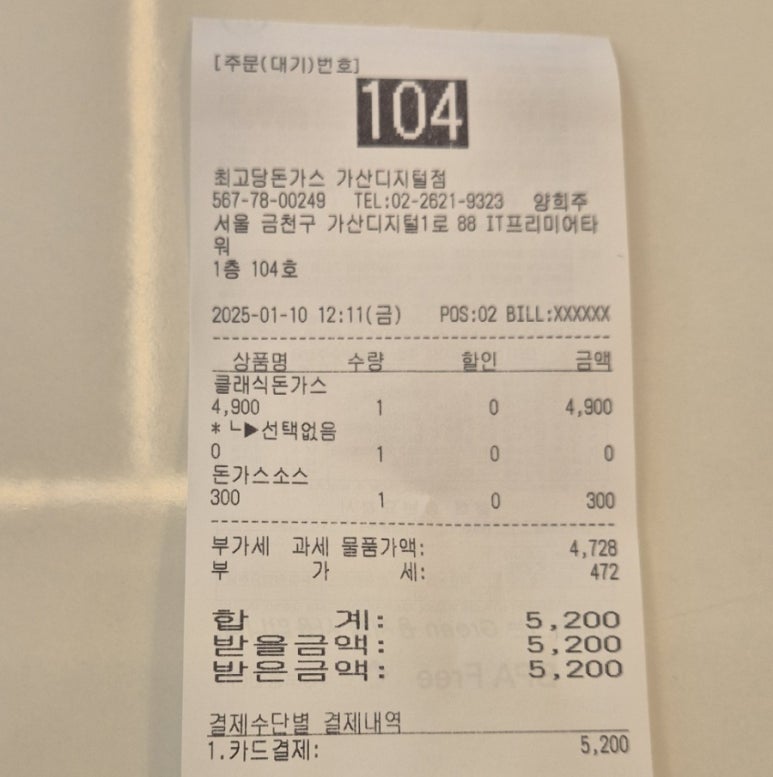 [주문(대기)번호]
104
최고당돈가스 가산디지털점
567-78-00249 TEL:02-2621-9323 양희주
서울 금천구 가산디지털1로 88 IT프리미어타
워
1층 104호
2025-01-10 12:11(금) POS:02 BILL:XXXXXX
상품명 수량 할인 금액
클래식돈가스
4,900 1 0 4,900
* ㄴ▶선택없음
0 1 0 0
돈가스소스
300 1 0 300
부가세 과세 물품가액: 4,728
부 가 세: 472
합 계: 5,200
받을금액: 5,200
받은금액: 5,200
결제수단별 결제내역
1.카드결제: 5,200